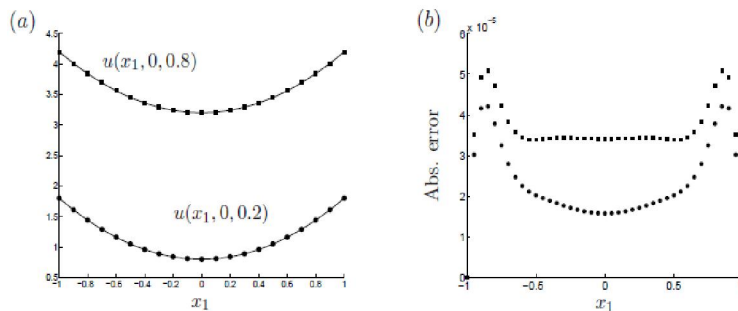 (a)
4.5
4
3.5
3
2.5
2
1.5
1
0.5
u(x₁, 0, 0.8)
u(x₁, 0, 0.2)
-1 -0.8 -0.6 -0.4 -0.2 0 0.2 0.4 0.6 0.8 1
x₁
(b)
x 10⁻⁵
6
5
4
3
2
1
0
Abs. error
-1 -0.5 0 0.5
x₁